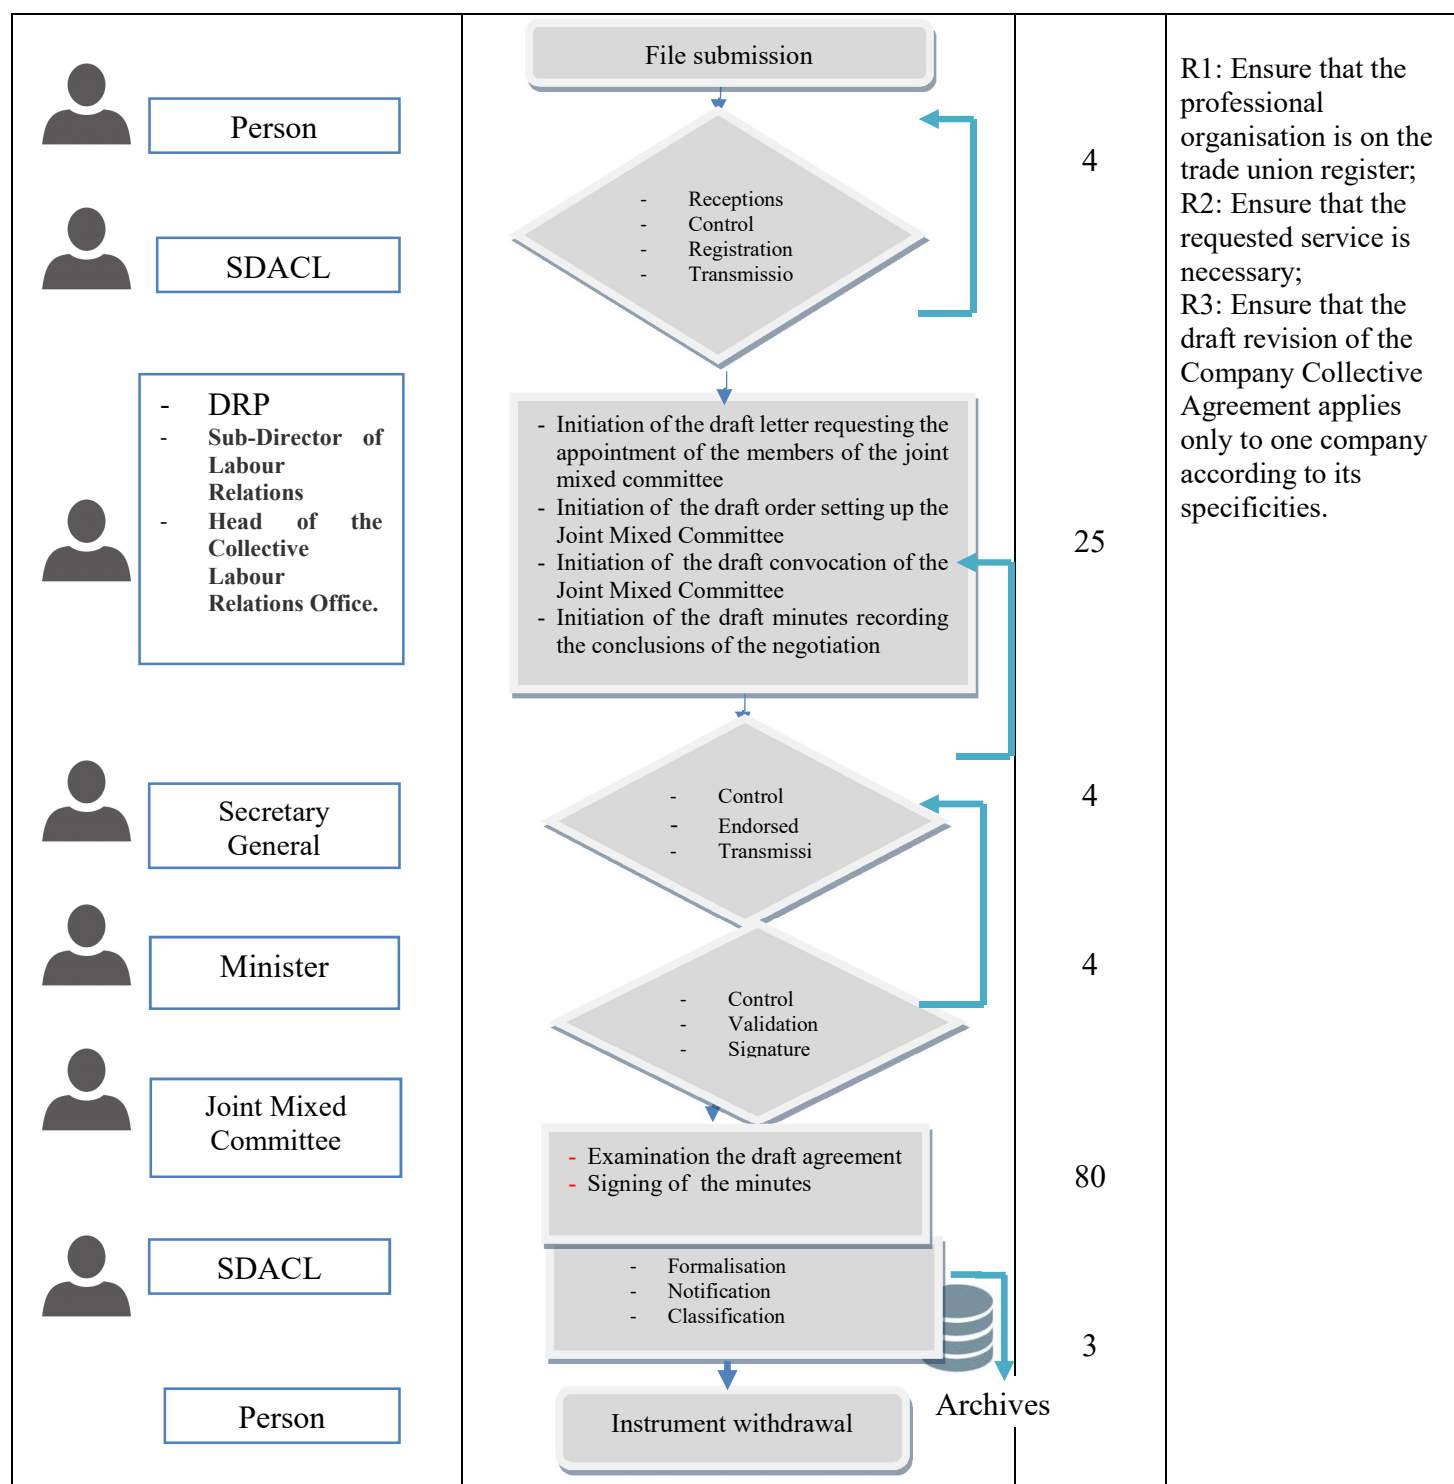 Person
SDACL
- DRP
- Sub-Director of
Labour
Relations
- Head of the
Collective
Labour
Relations Office.
Secretary
General
Minister
Joint Mixed
Committee
SDACL
Person
File submission
- Receptions
- Control
- Registration
- Transmissio
- Initiation of the draft letter requesting the
appointment of the members of the joint
mixed committee
- Initiation of the draft order setting up the
Joint Mixed Committee
- Initiation of the draft convocation of the
Joint Mixed Committee
- Initiation of the draft minutes recording
the conclusions of the negotiation
- Control
- Endorsed
- Transmissi
- Control
- Validation
- Signature
- Examination the draft agreement
- Signing of the minutes
- Formalisation
- Notification
- Classification
Archives
Instrument withdrawal
4
25
4
4
80
3
R1: Ensure that the
professional
organisation is on the
trade union register;
R2: Ensure that the
requested service is
necessary;
R3: Ensure that the
draft revision of the
Company Collective
Agreement applies
only to one company
according to its
specificities.